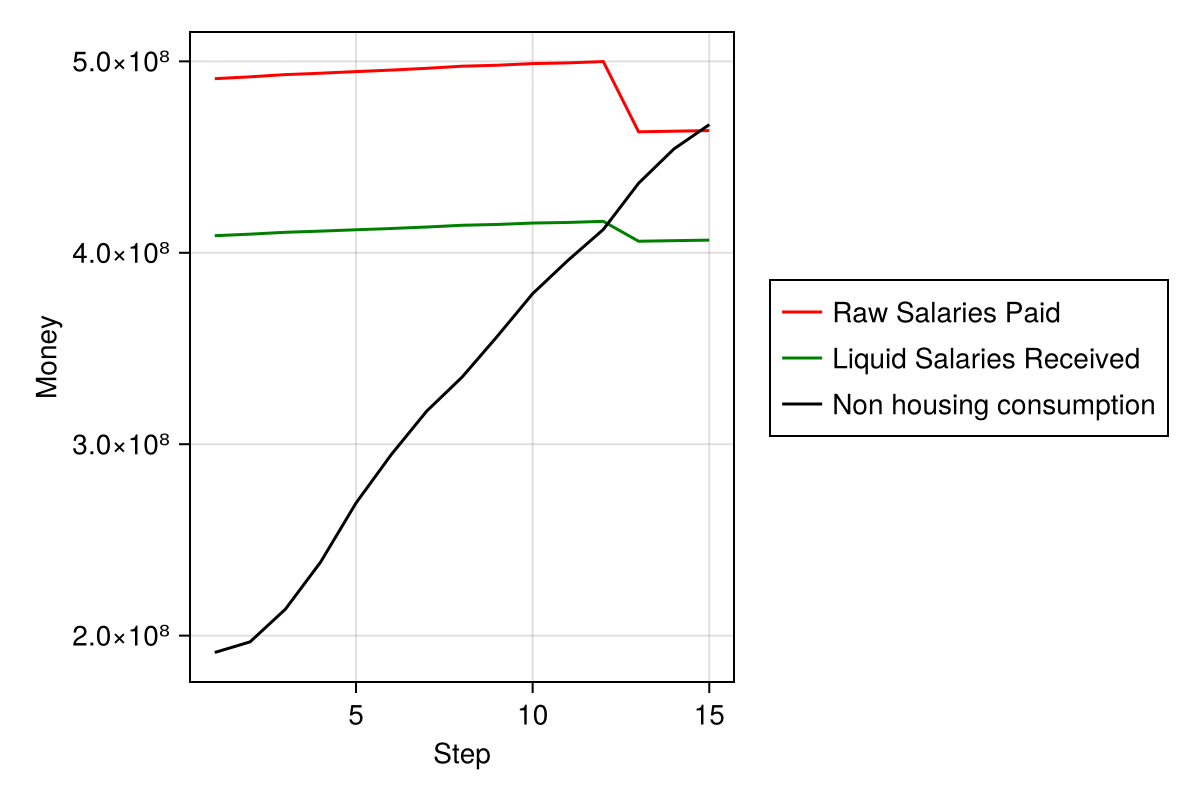 5.0×10⁸
4.0×10⁸
3.0×10⁸
2.0×10⁸
Money
5 10 15
Step
Raw Salaries Paid
Liquid Salaries Received
Non housing consumption